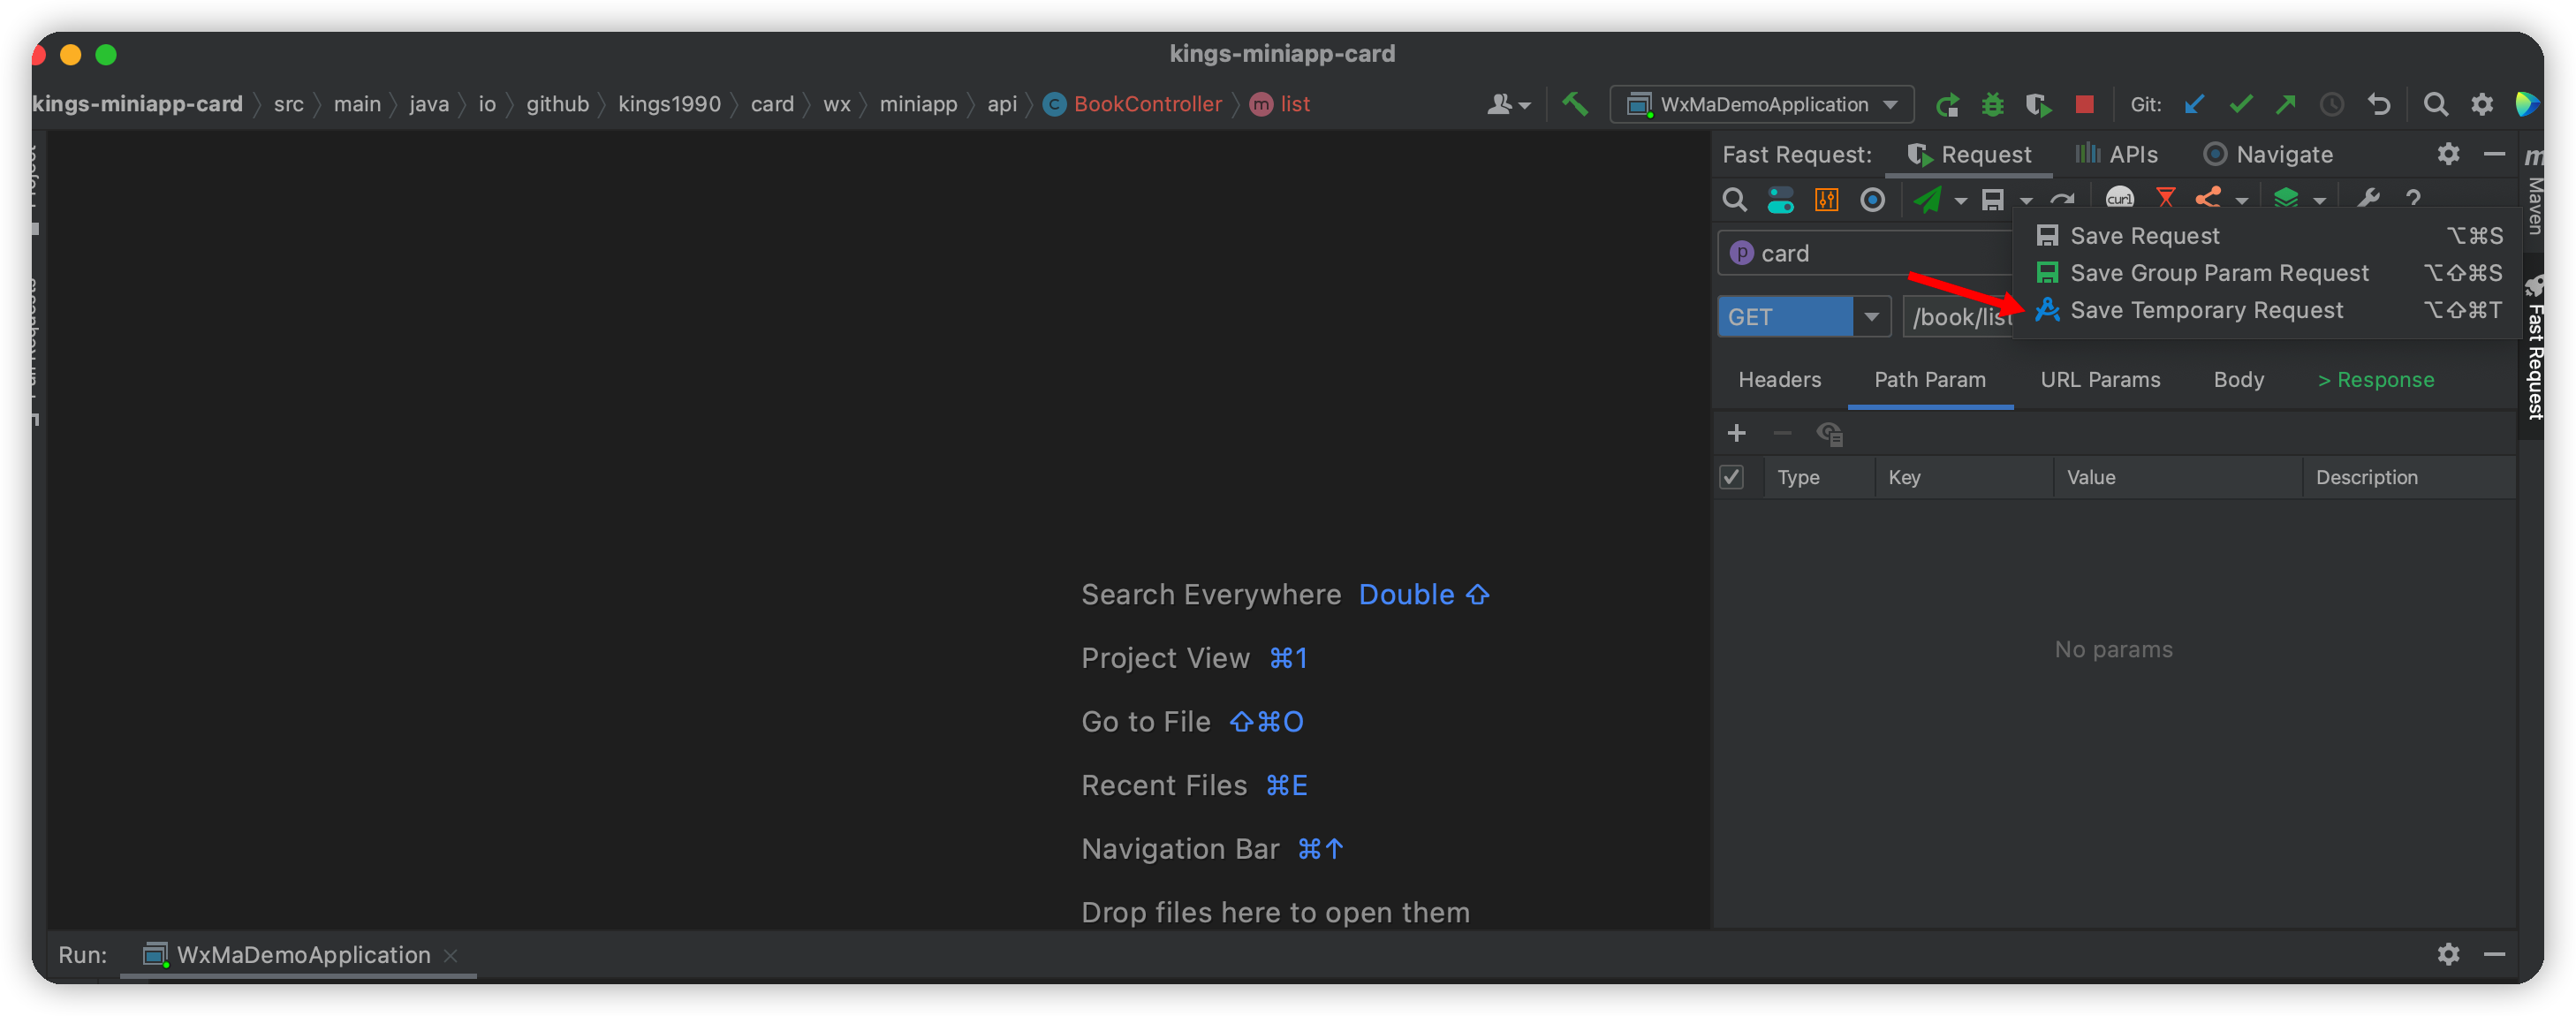 kings-miniapp-card
kings-miniapp-card src main java io github kings1990 card wx miniapp api C BookController m list WxMaDemoApplication Git:
Fast Request: Request APIs Navigate
curl ?
Save Request ⌥⌘S
p card
Save Group Param Request ⌥⇧⌘S
Save Temporary Request ⌥⇧⌘T
GET /book/list
Headers Path Param URL Params Body > Response
Type Key Value Description
No params
Search Everywhere Double ⇧
Project View ⌘1
Go to File ⇧⌘O
Recent Files ⌘E
Navigation Bar ⌘↑
Drop files here to open them
Run: WxMaDemoApplication
m Maven
Fast Request